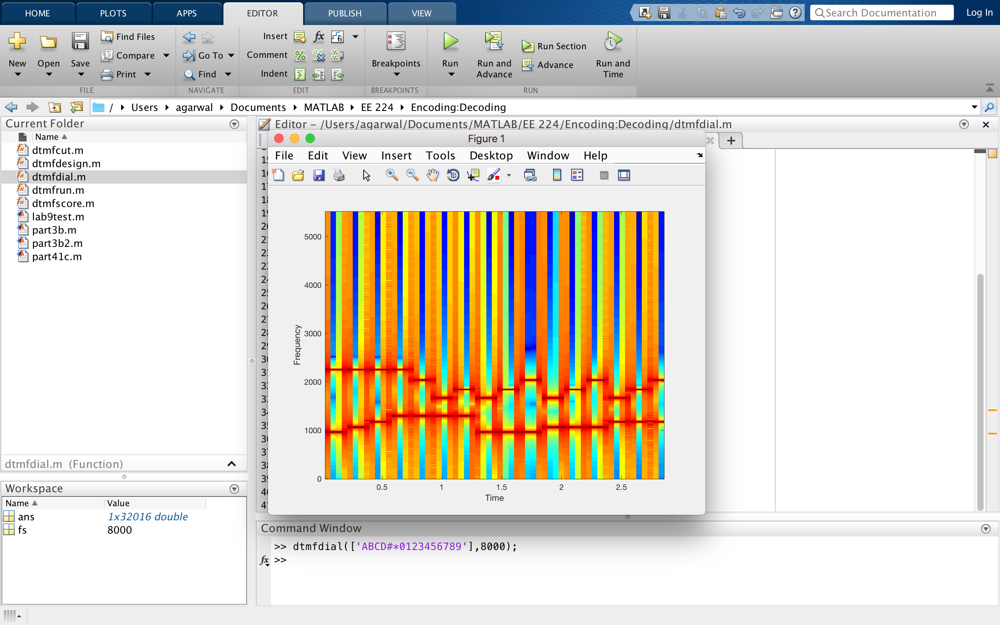 HOME PLOTS APPS EDITOR PUBLISH VIEW Search Documentation Log In
New Open Save Find Files Compare Print
FILE
Go To Find
NAVIGATE
Insert fx fi
Comment % % %
Indent
EDIT
Breakpoints
BREAKPOINTS
Run Run and Advance Run Section Advance Run and Time
RUN
/ Users agarwal Documents MATLAB EE 224 Encoding:Decoding
Current Folder
Name
dtmfcut.m
dtmfdesign.m
dtmfdial.m
dtmfrun.m
dtmfscore.m
lab9test.m
part3b.m
part3b2.m
part41c.m
dtmfdial.m (Function)
Workspace
Name Value
ans 1x32016 double
fs 8000
Editor – /Users/agarwal/Documents/MATLAB/EE 224/Encoding:Decoding/dtmfdial.m
Figure 1
File Edit View Insert Tools Desktop Window Help
5000
4000
3000
2000
1000
0
Frequency
0.5 1 1.5 2 2.5
Time
Command Window
>> dtmfdial(['ABCD#*0123456789'],8000);
fx >>